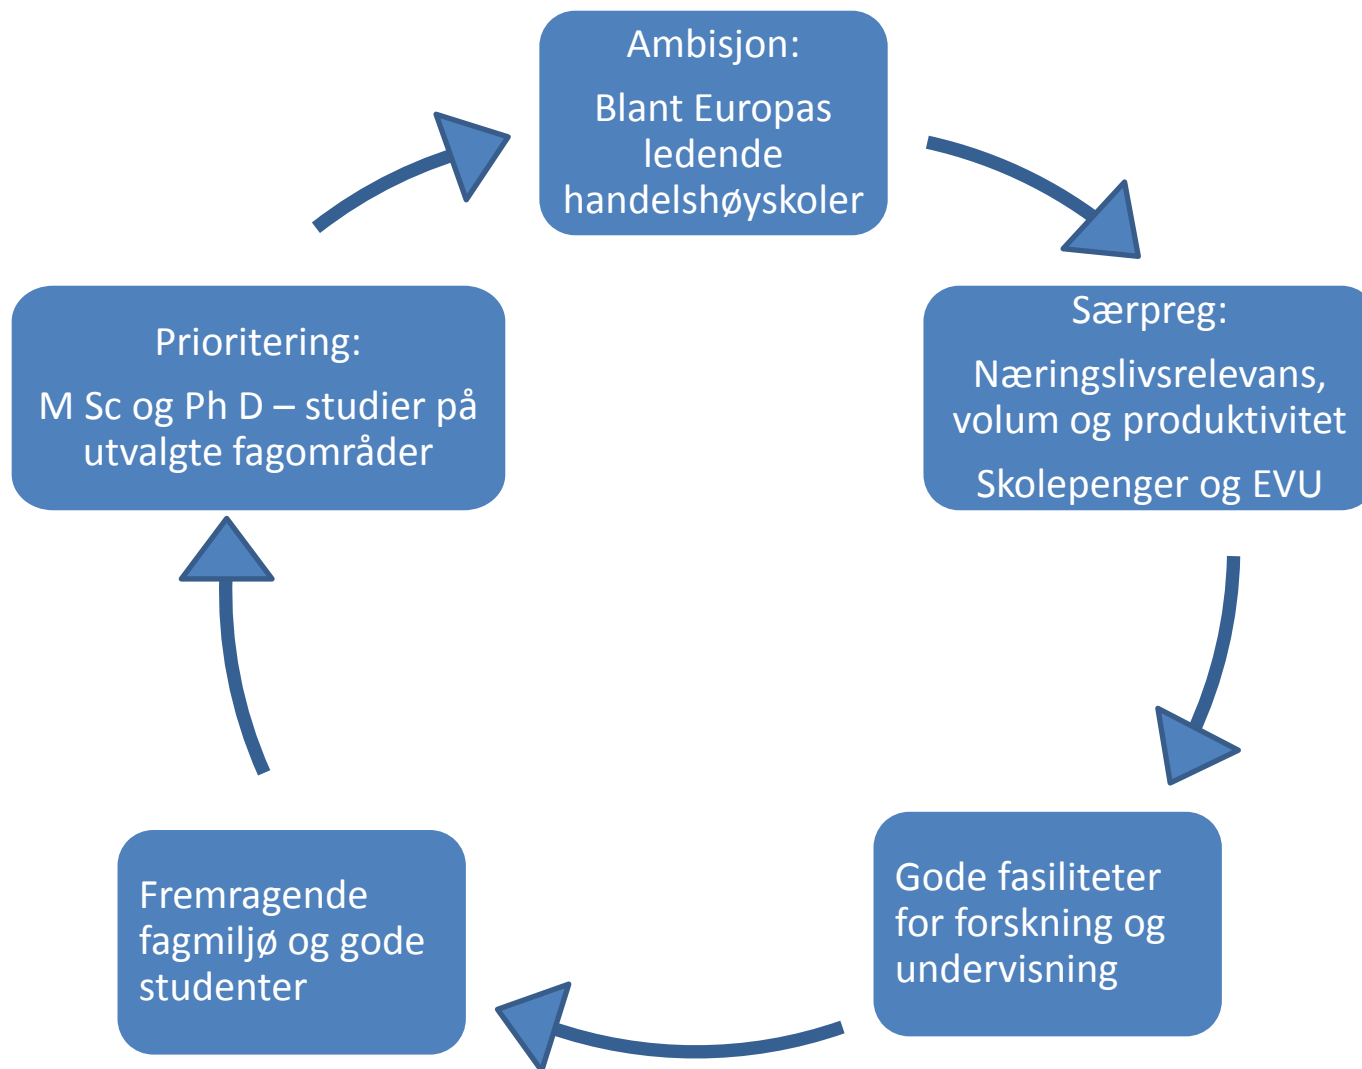 Ambisjon:
Blant Europas
ledende
handelshøyskoler
Særpreg:
Næringslivsrelevans,
volum og produktivitet
Skolepenger og EVU
Gode fasiliteter
for forskning og
undervisning
Fremragende
fagmiljø og gode
studenter
Prioritering:
M Sc og Ph D – studier på
utvalgte fagområder